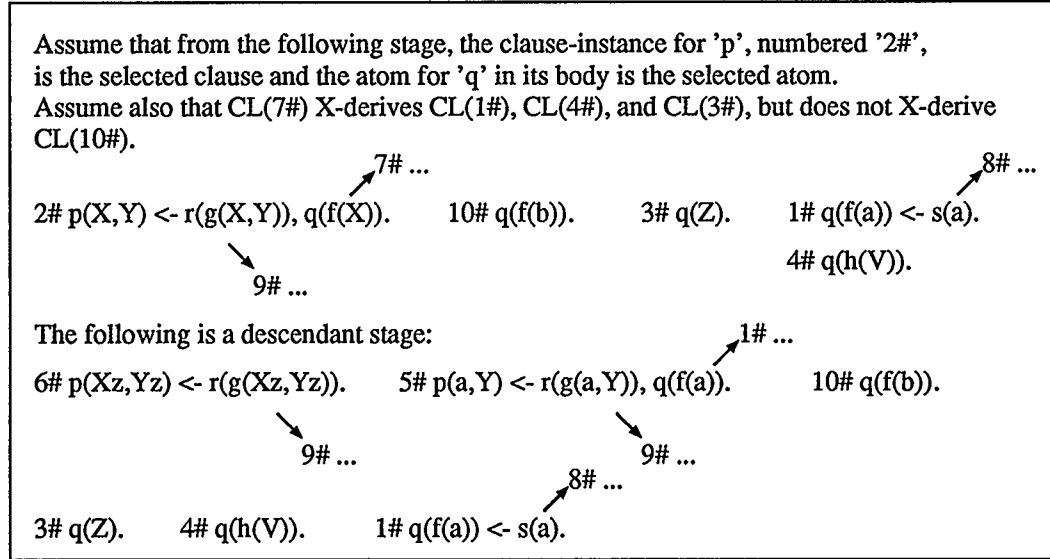 Assume that from the following stage, the clause-instance for 'p', numbered '2#',
is the selected clause and the atom for 'q' in its body is the selected atom.
Assume also that CL(7#) X-derives CL(1#), CL(4#), and CL(3#), but does not X-derive
CL(10#).
7# ... 8# ...
2# p(X,Y) <- r(g(X,Y)), q(f(X)). 10# q(f(b)). 3# q(Z). 1# q(f(a)) <- s(a).
4# q(h(V)).
9# ...
The following is a descendant stage:
1# ...
6# p(Xz,Yz) <- r(g(Xz,Yz)). 5# p(a,Y) <- r(g(a,Y)), q(f(a)). 10# q(f(b)).
9# ... 9# ...
8# ...
3# q(Z). 4# q(h(V)). 1# q(f(a)) <- s(a).